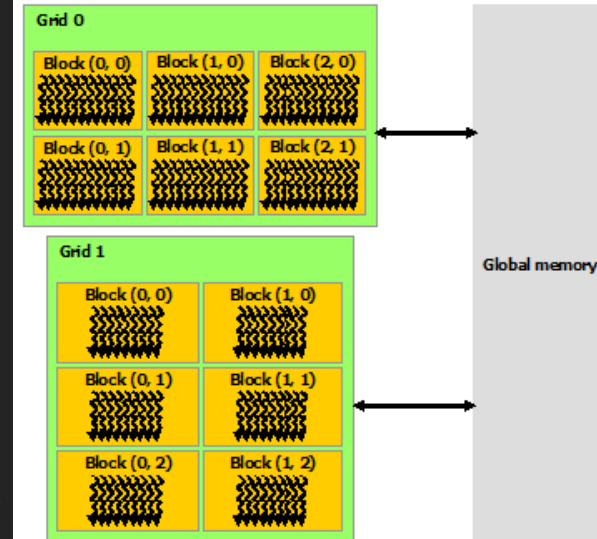 Grid 0
Block (0, 0) Block (1, 0) Block (2, 0)
Block (0, 1) Block (1, 1) Block (2, 1)
Global memory
Grid 1
Block (0, 0) Block (1, 0)
Block (0, 1) Block (1, 1)
Block (0, 2) Block (1, 2)